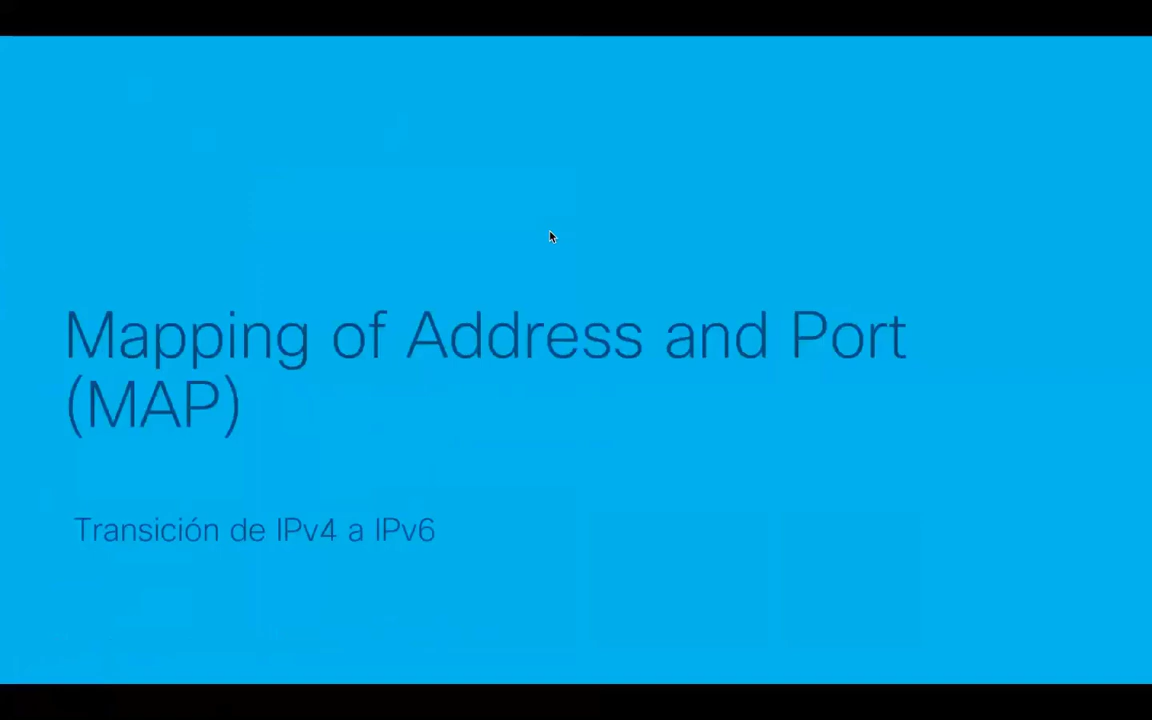 Mapping of Address and Port
(MAP)
Transición de IPv4 a IPv6